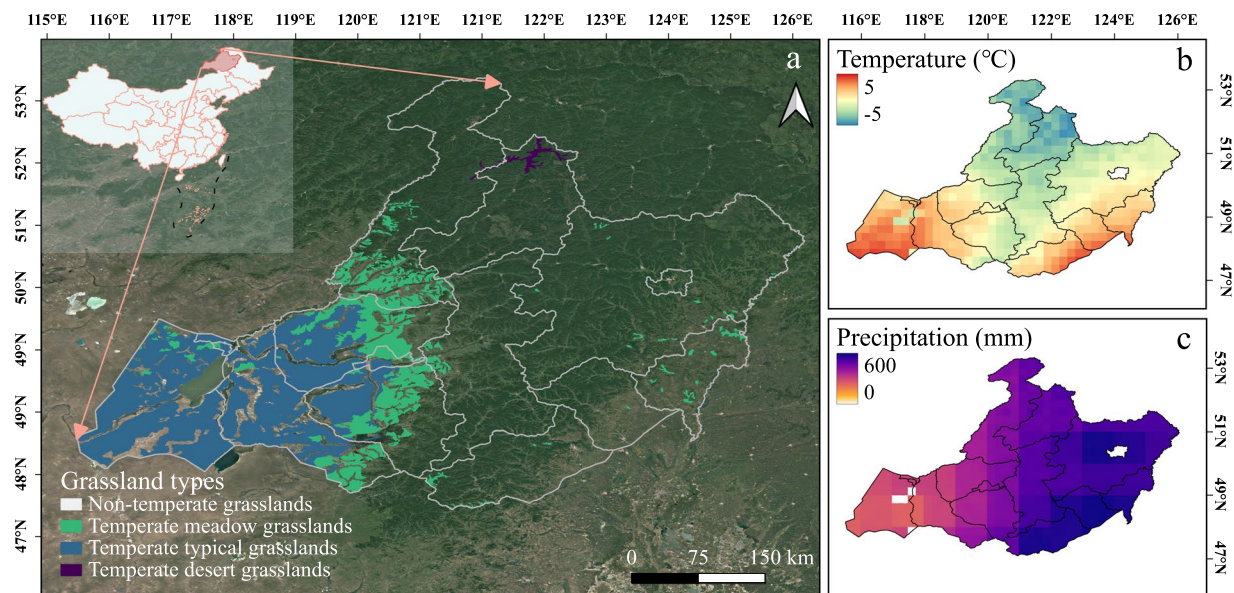 115°E 116°E 117°E 118°E 119°E 120°E 121°E 122°E 123°E 124°E 125°E 126°E
a
53°N
52°N
51°N
50°N
49°N
49°N
48°N
47°N
Grassland types
Non-temperate grasslands
Temperate meadow grasslands
Temperate typical grasslands
Temperate desert grasslands
0 75 150 km
116°E 118°E 120°E 122°E 124°E 126°E
Temperature (°C)
b
5
-5
53°N
51°N
49°N
47°N
Precipitation (mm)
c
600
0
53°N
51°N
49°N
47°N